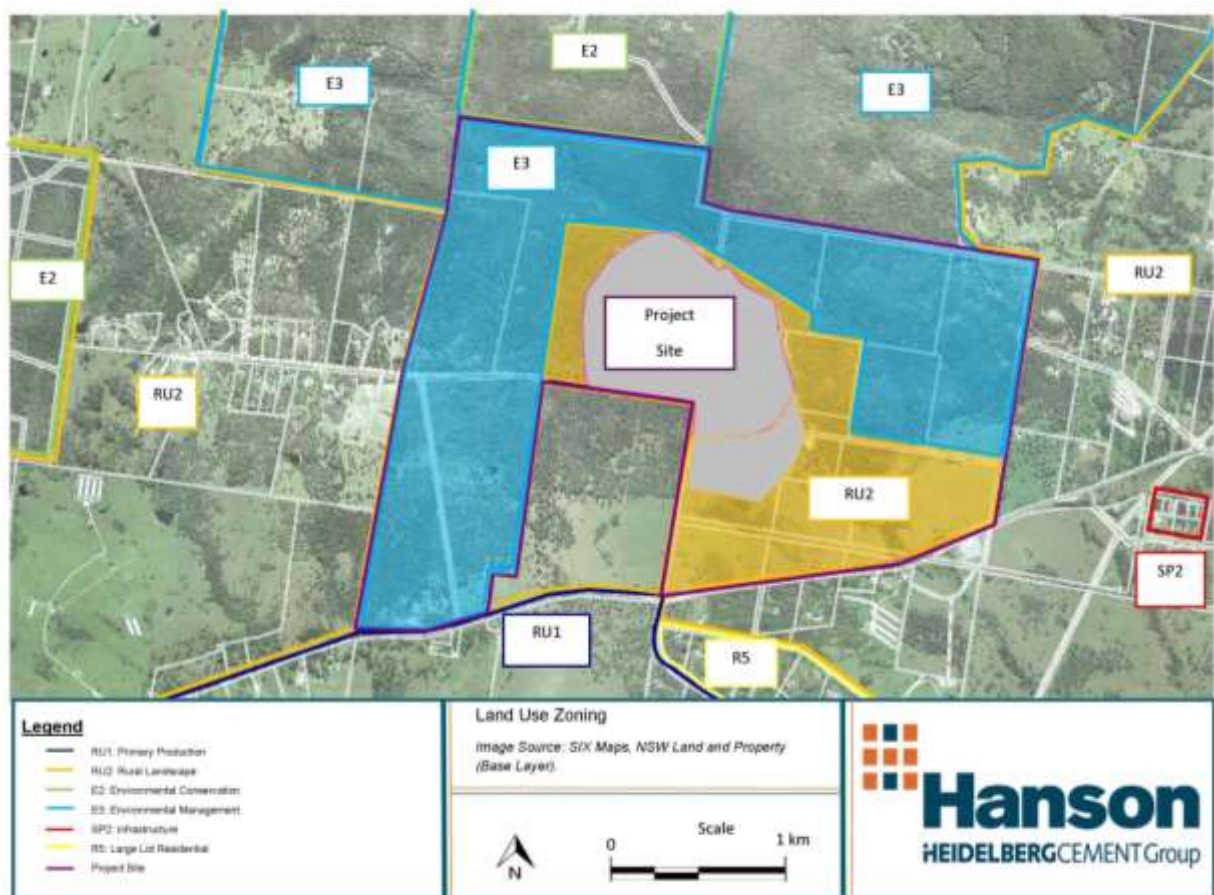 E2
E3
E3
E3
E2
RU2
Project
Site
RU2
RU2
SP2
RU1
R5
Legend
RU1: Primary Production
RU2: Rural Landscape
E2: Environmental Conservation
E3: Environmental Management
SP2: Infrastructure
R5: Large Lot Residential
Project Site
Land Use Zoning
Image Source: SIX Maps, NSW Land and Property
(Base Layer).
Scale
0 1 km
N
Hanson
HEIDELBERGCEMENT Group